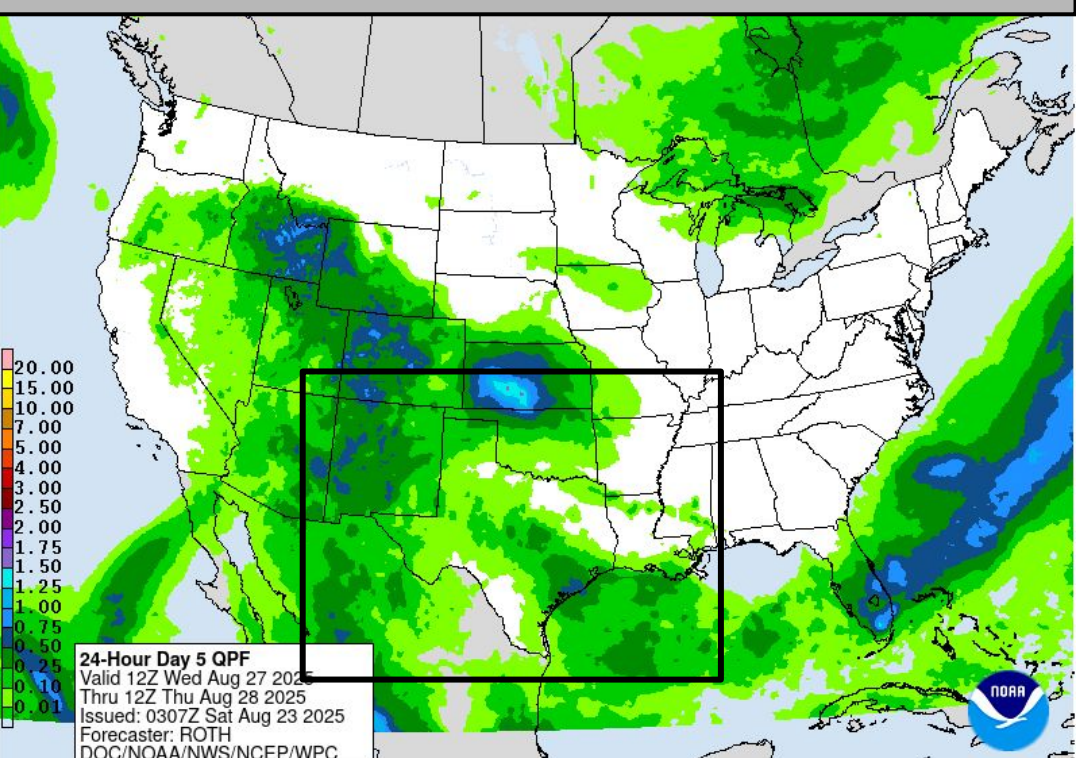 20.00
15.00
10.00
7.00
5.00
4.00
3.00
2.50
2.00
1.75
1.50
1.25
1.00
0.75
0.50
0.25
0.10
0.01
24-Hour Day 5 QPF
Valid 12Z Wed Aug 27 2025
Thru 12Z Thu Aug 28 2025
Issued: 0307Z Sat Aug 23 2025
Forecaster: ROTH
DOC/NOAA/NWS/NCEP/WPC
NOAA